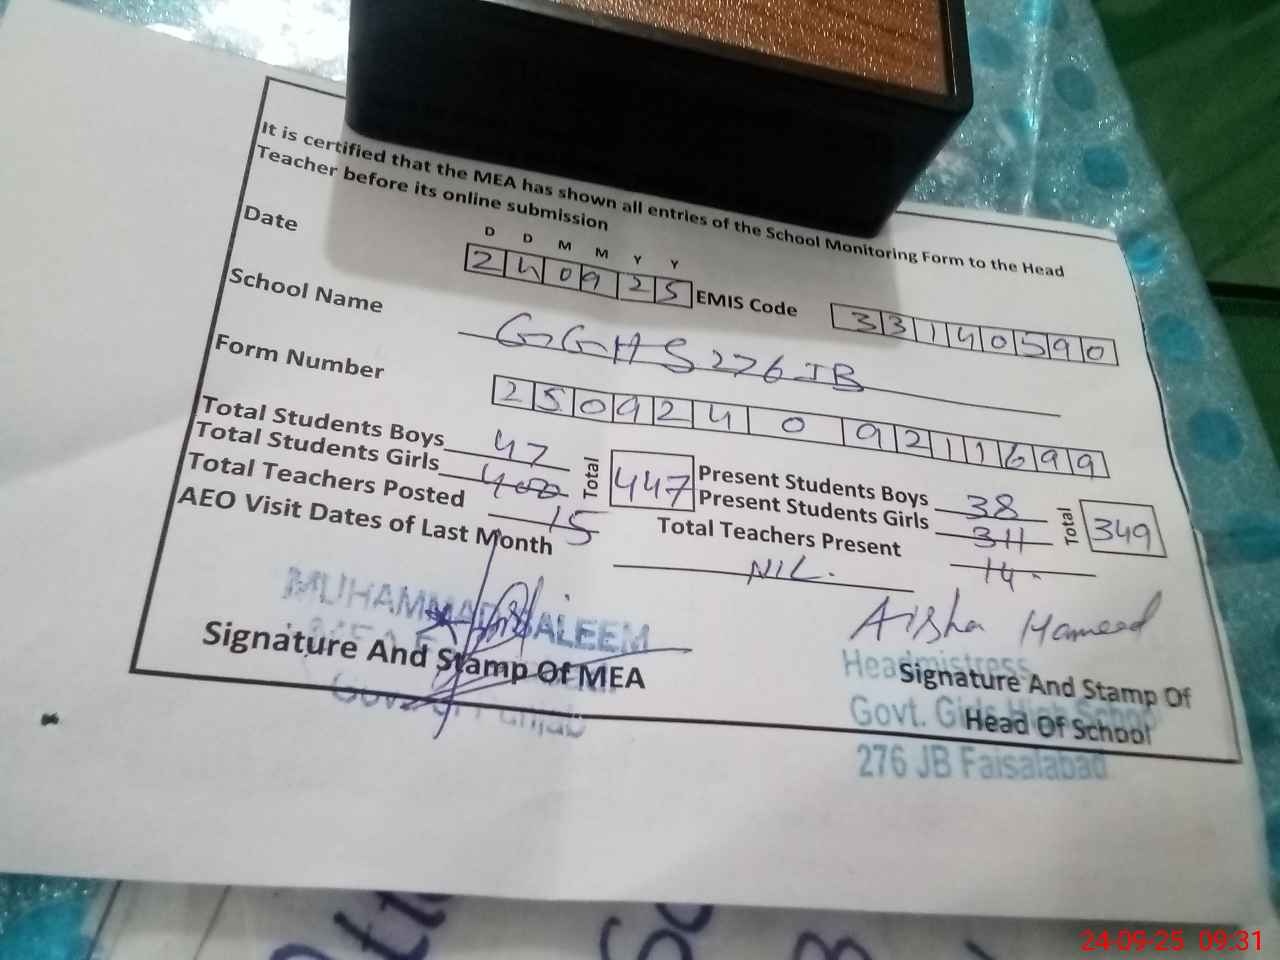 It is certified that the MEA has shown all entries of the School Monitoring Form to the Head
Teacher before its online submission
D D M M Y Y
Date 2 4 0 9 2 5 EMIS Code 3 3 1 4 0 5 9 0
School Name GGHS 276 JB
Form Number 2 5 0 9 2 4 0 9 2 1 1 6 9 9
Total Students Boys 47 Total 447 Present Students Boys 38 Total 349
Total Students Girls 400 Present Students Girls 311
Total Teachers Posted 15 Total Teachers Present 14
AEO Visit Dates of Last Month NIL.
MUHAMMAD SALEEM
Aisha Hameed
Signature And Stamp Of MEA
Headmistress
Signature And Stamp Of
Govt. Girls High School
Head Of School
Govt of Punjab
276 JB Faisalabad
24-09-25 09:31